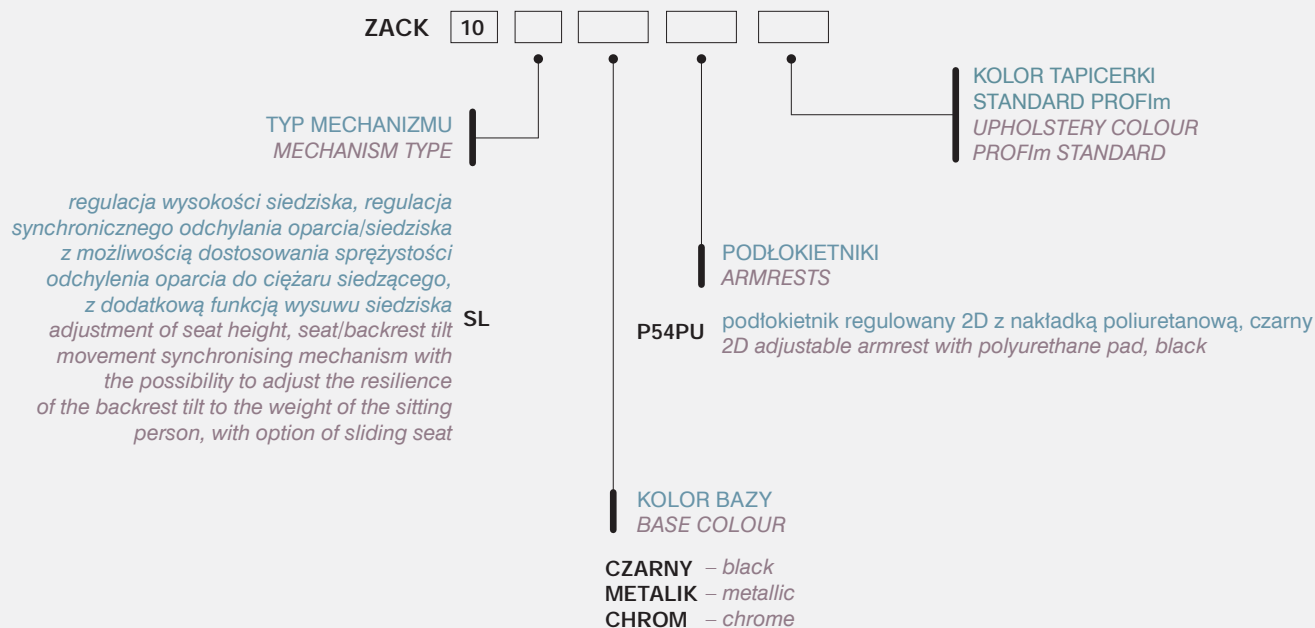 ZACK 10
TYP MECHANIZMU
MECHANISM TYPE
regulacja wysokości siedziska, regulacja
synchronicznego odchylania oparcia/siedziska
z możliwością dostosowania sprężystości
odchylenia oparcia do ciężaru siedzącego,
z dodatkową funkcją wysuwu siedziska
adjustment of seat height, seat/backrest tilt
movement synchronising mechanism with
the possibility to adjust the resilience
of the backrest tilt to the weight of the sitting
person, with option of sliding seat
SL
KOLOR BAZY
BASE COLOUR
CZARNY – black
METALIK – metallic
CHROM – chrome
PODŁOKIETNIKI
ARMRESTS
P54PU podłokietnik regulowany 2D z nakładką poliuretanową, czarny
2D adjustable armrest with polyurethane pad, black
KOLOR TAPICERKI
STANDARD PROFIm
UPHOLSTERY COLOUR
PROFIm STANDARD